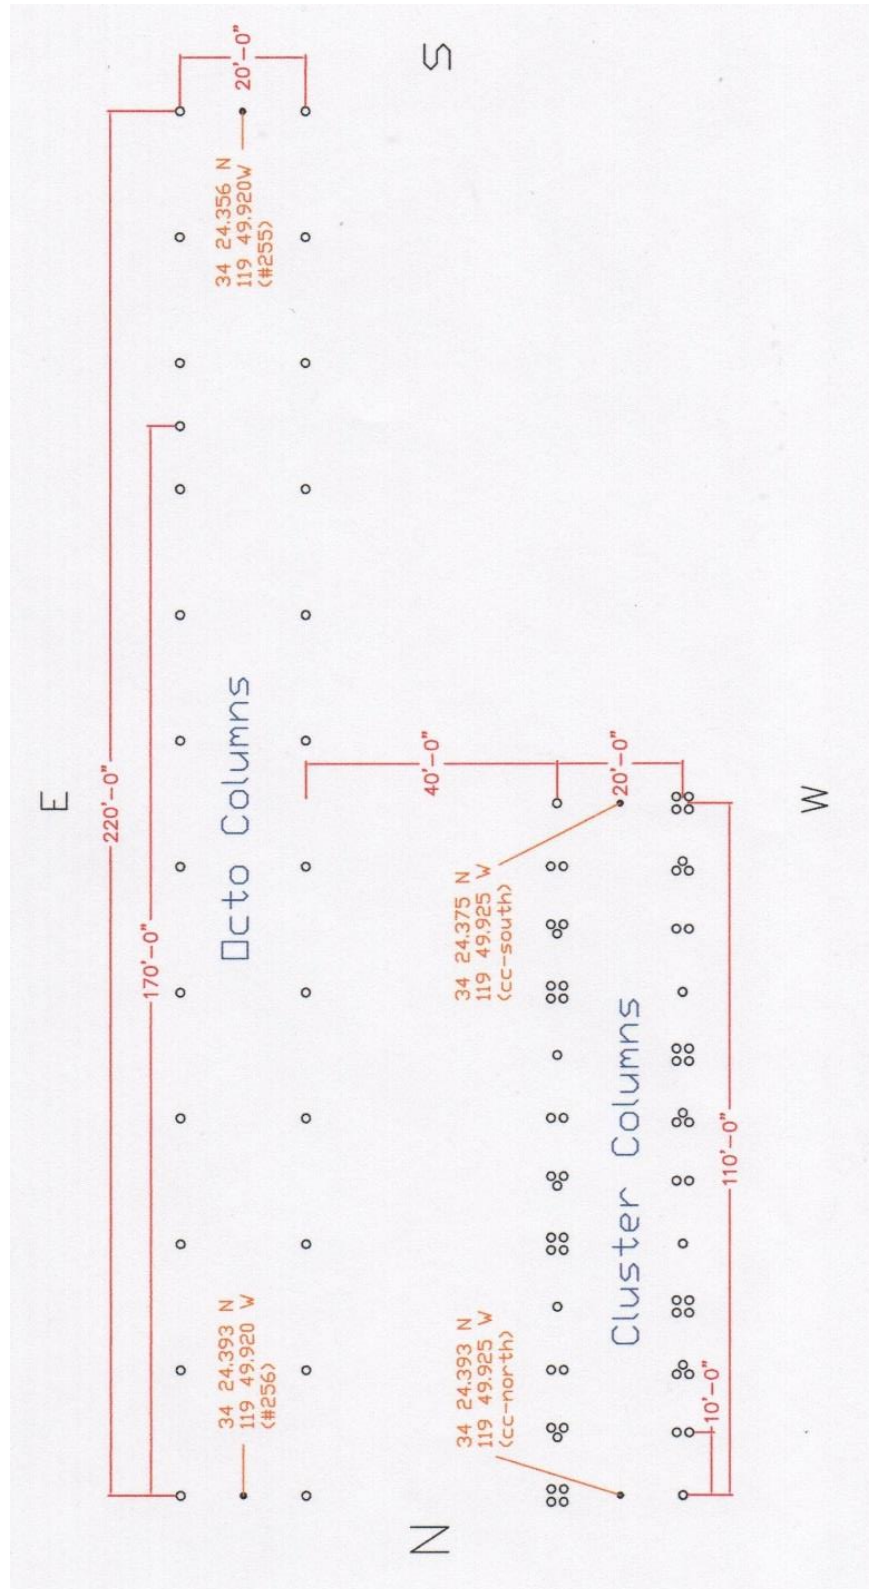 S
20'-0"
34 24.356 N
119 49.920W
(#255)
E
220'-0"
170'-0"
Octo Columns
40'-0"
20'-0"
W
34 24.375 N
119 49.925 W
(cc-south)
Cluster Columns
110'-0"
10'-0"
34 24.393 N
119 49.920 W
(#256)
34 24.393 N
119 49.925 W
(cc-north)
N